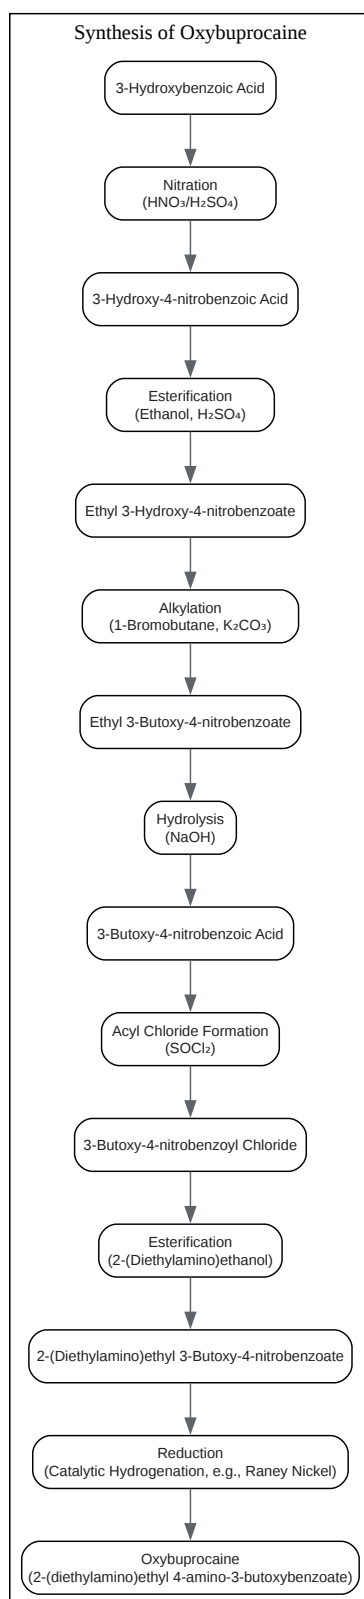 Synthesis of Oxybuprocaine
3-Hydroxybenzoic Acid
Nitration
(HNO₃/H₂SO₄)
3-Hydroxy-4-nitrobenzoic Acid
Esterification
(Ethanol, H₂SO₄)
Ethyl 3-Hydroxy-4-nitrobenzoate
Alkylation
(1-Bromobutane, K₂CO₃)
Ethyl 3-Butoxy-4-nitrobenzoate
Hydrolysis
(NaOH)
3-Butoxy-4-nitrobenzoic Acid
Acyl Chloride Formation
(SOCl₂)
3-Butoxy-4-nitrobenzoyl Chloride
Esterification
(2-(Diethylamino)ethanol)
2-(Diethylamino)ethyl 3-Butoxy-4-nitrobenzoate
Reduction
(Catalytic Hydrogenation, e.g., Raney Nickel)
Oxybuprocaine
(2-(diethylamino)ethyl 4-amino-3-butoxybenzoate)